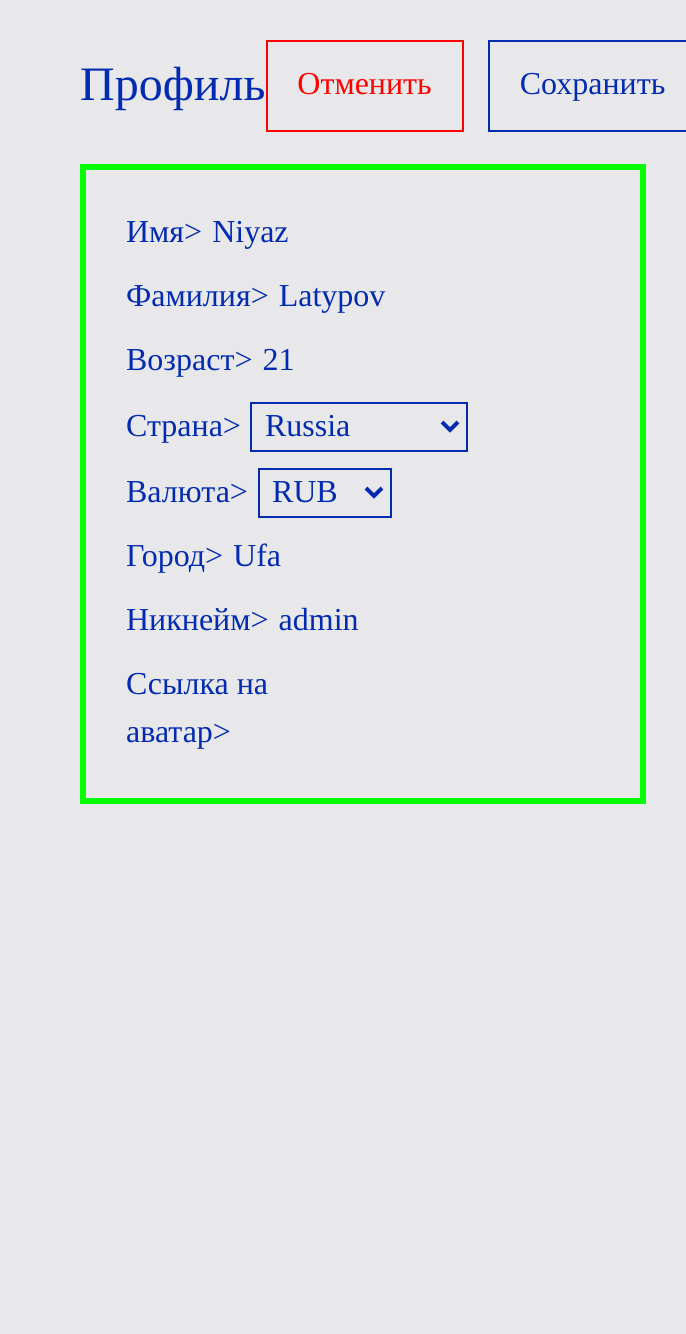 Профиль Отменить Сохранить
Имя> Niyaz
Фамилия> Latypov
Возраст> 21
Страна> Russia
Валюта> RUB
Город> Ufa
Никнейм> admin
Ссылка на
аватар>